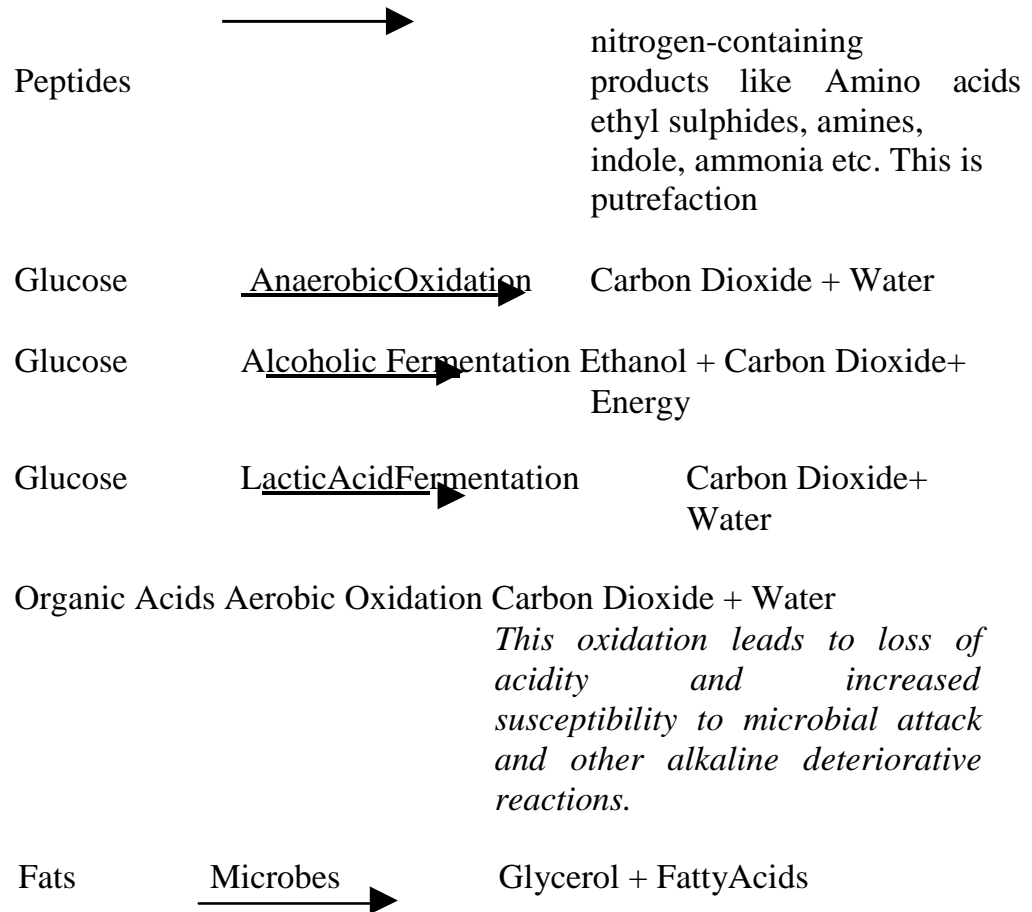 nitrogen-containing
Peptides products like Amino acids
ethyl sulphides, amines,
indole, ammonia etc. This is
putrefaction
Glucose AnaerobicOxidation Carbon Dioxide + Water
Glucose Alcoholic Fermentation Ethanol + Carbon Dioxide+
Energy
Glucose LacticAcidFermentation Carbon Dioxide+
Water
Organic Acids Aerobic Oxidation Carbon Dioxide + Water
This oxidation leads to loss of
acidity and increased
susceptibility to microbial attack
and other alkaline deteriorative
reactions.
Fats Microbes Glycerol + FattyAcids